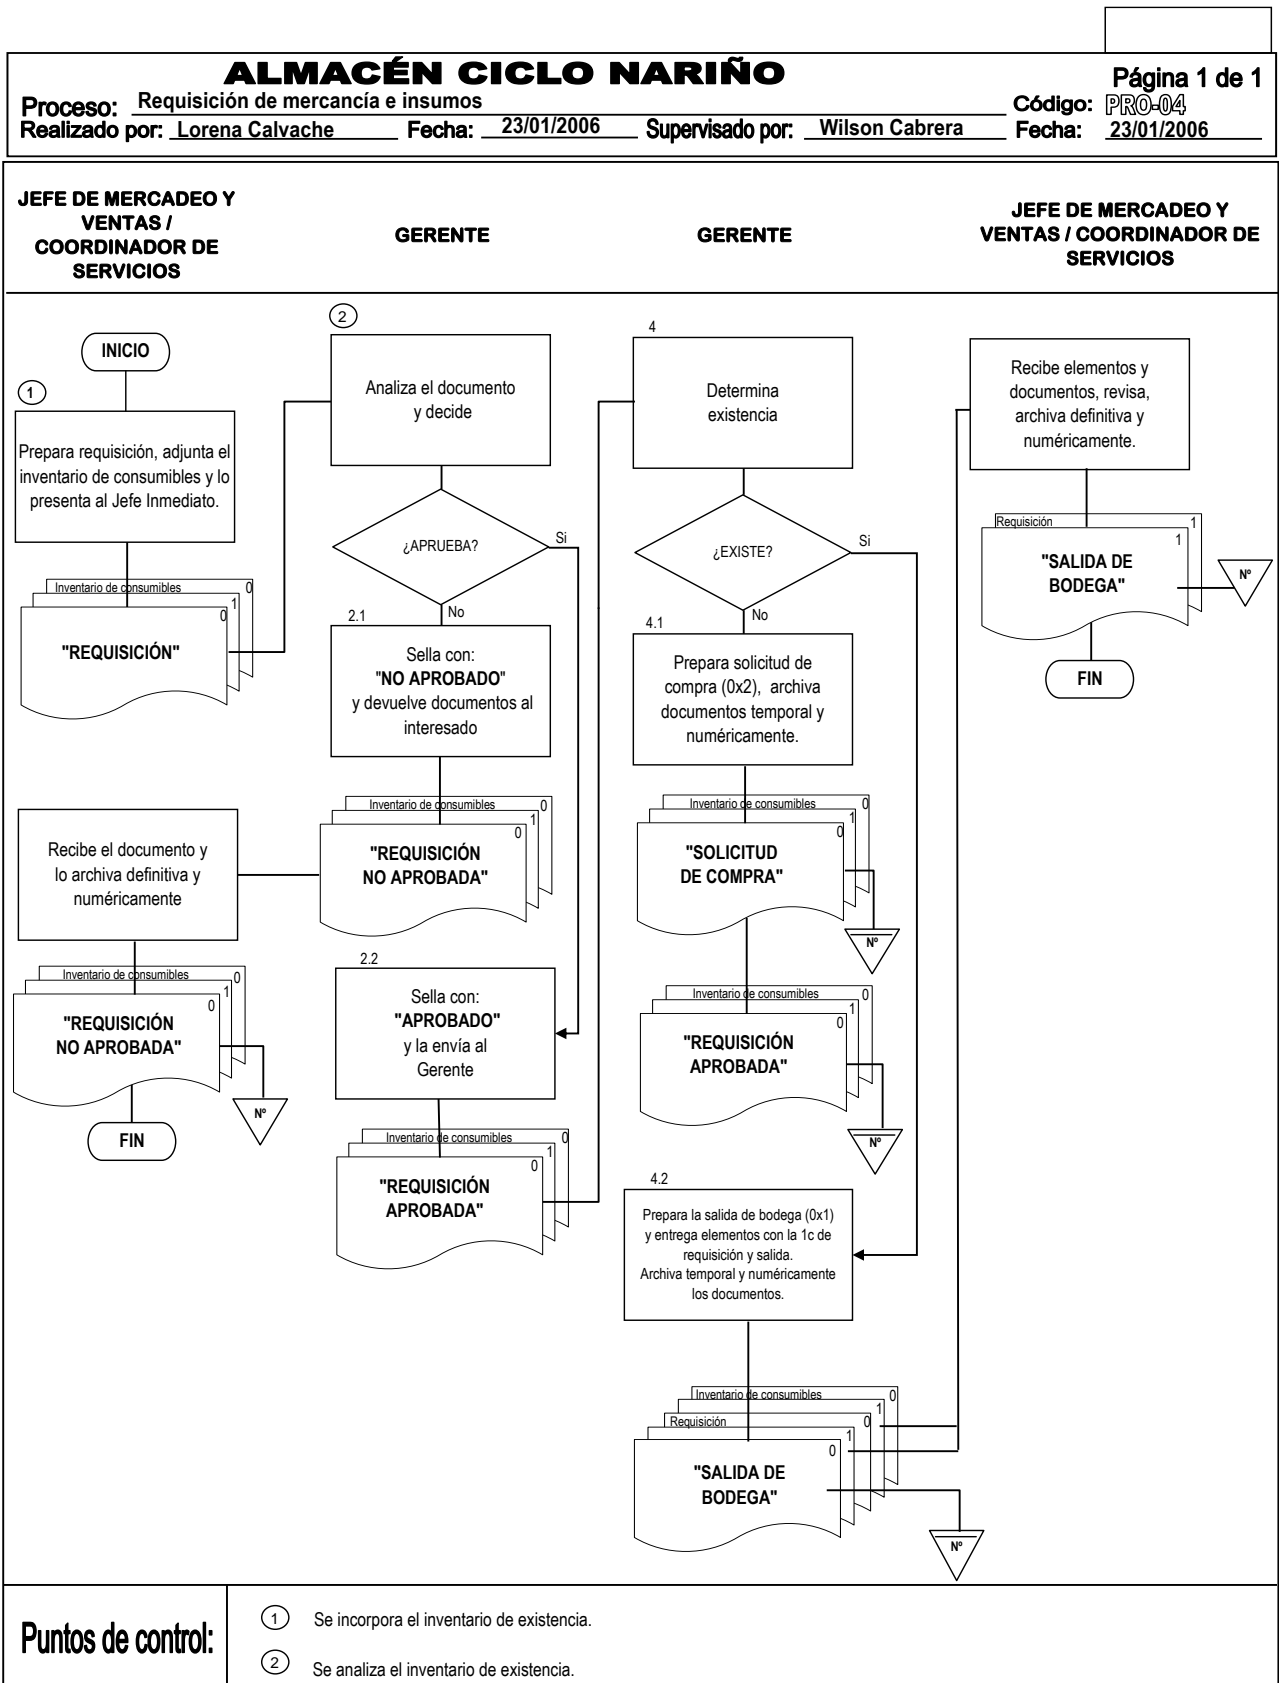 ALMACÉN CICLO NARIÑO
Página 1 de 1
Proceso: Requisición de mercancía e insumos
Código: PRO-04
Realizado por: Lorena Calvache Fecha: 23/01/2006 Supervisado por: Wilson Cabrera Fecha: 23/01/2006
JEFE DE MERCADEO Y
VENTAS /
COORDINADOR DE
SERVICIOS
GERENTE
GERENTE
JEFE DE MERCADEO Y
VENTAS / COORDINADOR DE
SERVICIOS
INICIO
1
Prepara requisición, adjunta el
inventario de consumibles y lo
presenta al Jefe Inmediato.
Inventario de consumibles 0
1
0
"REQUISICIÓN"
Recibe el documento y
lo archiva definitiva y
numéricamente
Inventario de consumibles 0
1
0
"REQUISICIÓN
NO APROBADA"
Nº
FIN
2
Analiza el documento
y decide
¿APRUEBA?
Si
No
2.1
Sella con:
"NO APROBADO"
y devuelve documentos al
interesado
Inventario de consumibles 0
1
0
"REQUISICIÓN
NO APROBADA"
2.2
Sella con:
"APROBADO"
y la envía al
Gerente
Inventario de consumibles 0
1
0
"REQUISICIÓN
APROBADA"
4
Determina
existencia
¿EXISTE?
Si
No
4.1
Prepara solicitud de
compra (0x2), archiva
documentos temporal y
numéricamente.
Inventario de consumibles 0
1
0
"SOLICITUD
DE COMPRA"
Nº
Inventario de consumibles 0
1
0
"REQUISICIÓN
APROBADA"
Nº
4.2
Prepara la salida de bodega (0x1)
y entrega elementos con la 1c de
requisición y salida.
Archiva temporal y numéricamente
los documentos.
Inventario de consumibles 0
1
Requisición 0
1
0
"SALIDA DE
BODEGA"
Nº
Recibe elementos y
documentos, revisa,
archiva definitiva y
numéricamente.
Requisición 1
1
"SALIDA DE
BODEGA"
Nº
FIN
Puntos de control:
1 Se incorpora el inventario de existencia.
2 Se analiza el inventario de existencia.